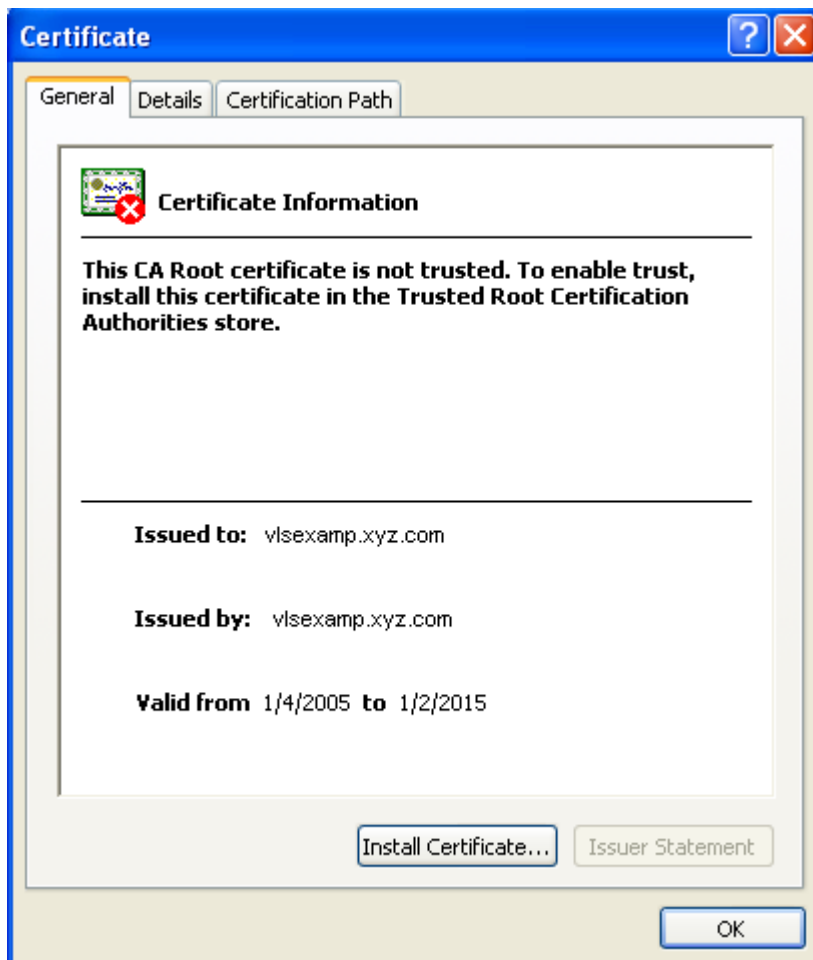 Certificate
General Details Certification Path
Certificate Information
This CA Root certificate is not trusted. To enable trust,
install this certificate in the Trusted Root Certification
Authorities store.
Issued to: vlsexamp.xyz.com
Issued by: vlsexamp.xyz.com
Valid from 1/4/2005 to 1/2/2015
Install Certificate... Issuer Statement
OK